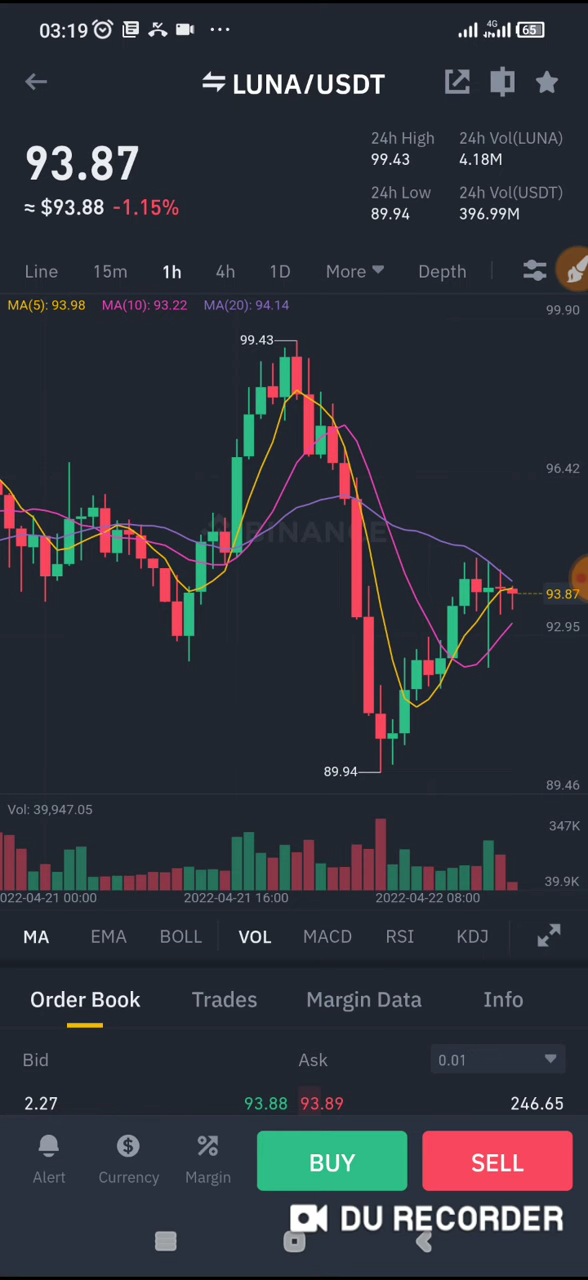 03:19 4G 65
LUNA/USDT
93.87
≈ $93.88 -1.15%
24h High
99.43
24h Vol(LUNA)
4.18M
24h Low
89.94
24h Vol(USDT)
396.99M
Line 15m 1h 4h 1D More Depth
MA(5): 93.98 MA(10): 93.22 MA(20): 94.14
99.90
99.43
96.42
BINANCE
93.87
92.95
89.94
89.46
Vol: 39,947.05
347K
39.9K
022-04-21 00:00 2022-04-21 16:00 2022-04-22 08:00
MA EMA BOLL VOL MACD RSI KDJ
Order Book Trades Margin Data Info
Bid Ask 0.01
2.27 93.88 93.89 246.65
Alert Currency Margin BUY SELL
DU RECORDER